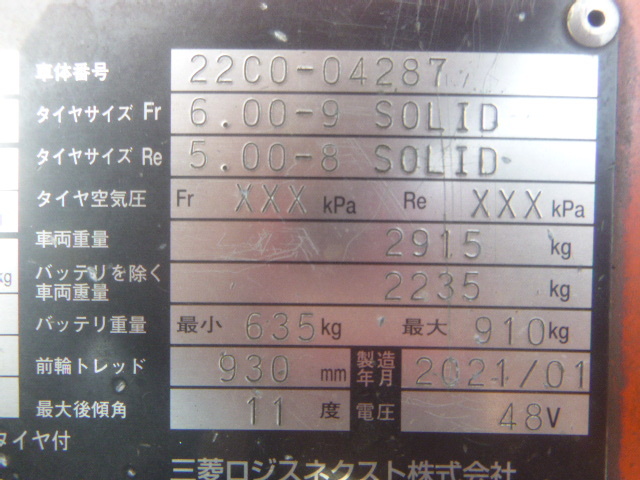 車体番号 22C0-04287
タイヤサイズ Fr 6.00-9 SOLID
タイヤサイズ Re 5.00-8 SOLID
タイヤ空気圧 Fr XXX kPa Re XXX kPa
車両重量 2915 kg
バッテリを除く車両重量 2235 kg
kg
バッテリ重量 最小 635 kg 最大 910 kg
前輪トレッド 930 mm 製造年月 2021/01
最大後傾角 11 度 電圧 48 V
タイヤ付
三菱ロジスネクスト株式会社